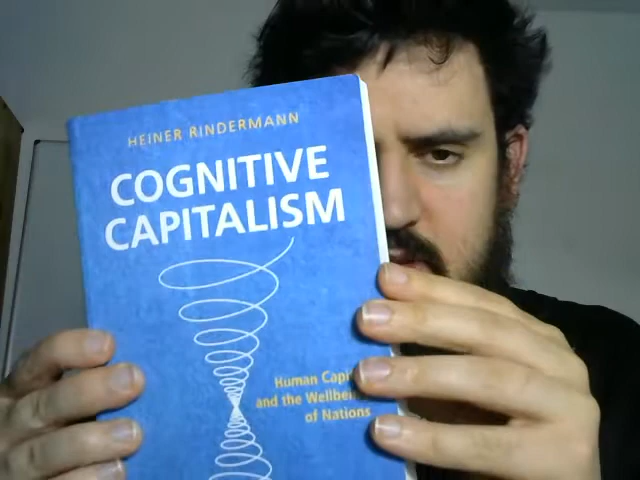 HEINER RINDERMANN
COGNITIVE
CAPITALISM
Human
and the
of Nations